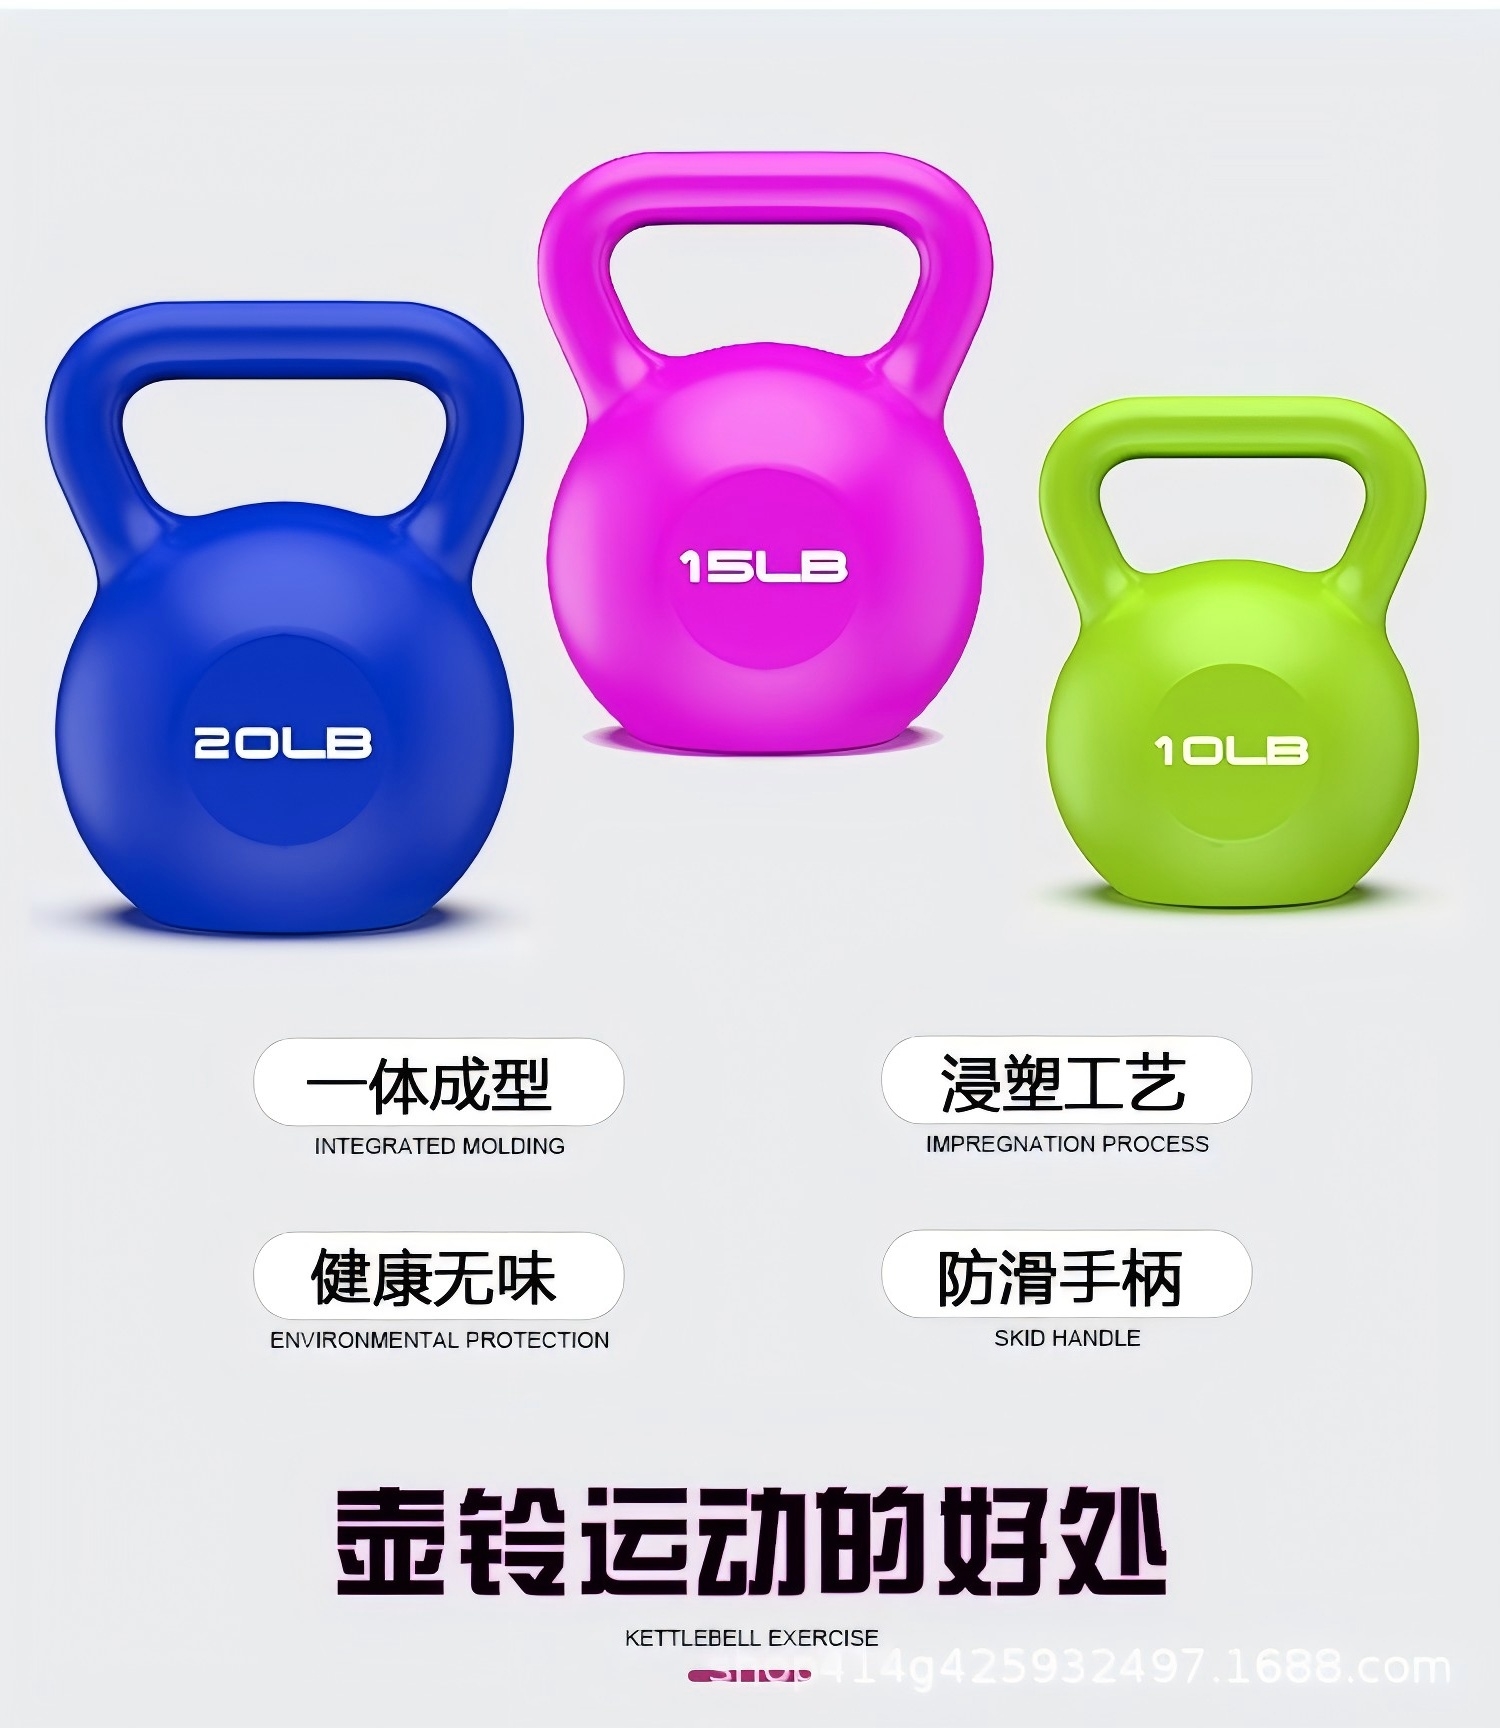 15LB
20LB
10LB
一体成型
INTEGRATED MOLDING
浸塑工艺
IMPREGNATION PROCESS
健康无味
ENVIRONMENTAL PROTECTION
防滑手柄
SKID HANDLE
壶铃运动的好处
KETTLEBELL EXERCISE
shop414g425932497.1688.com